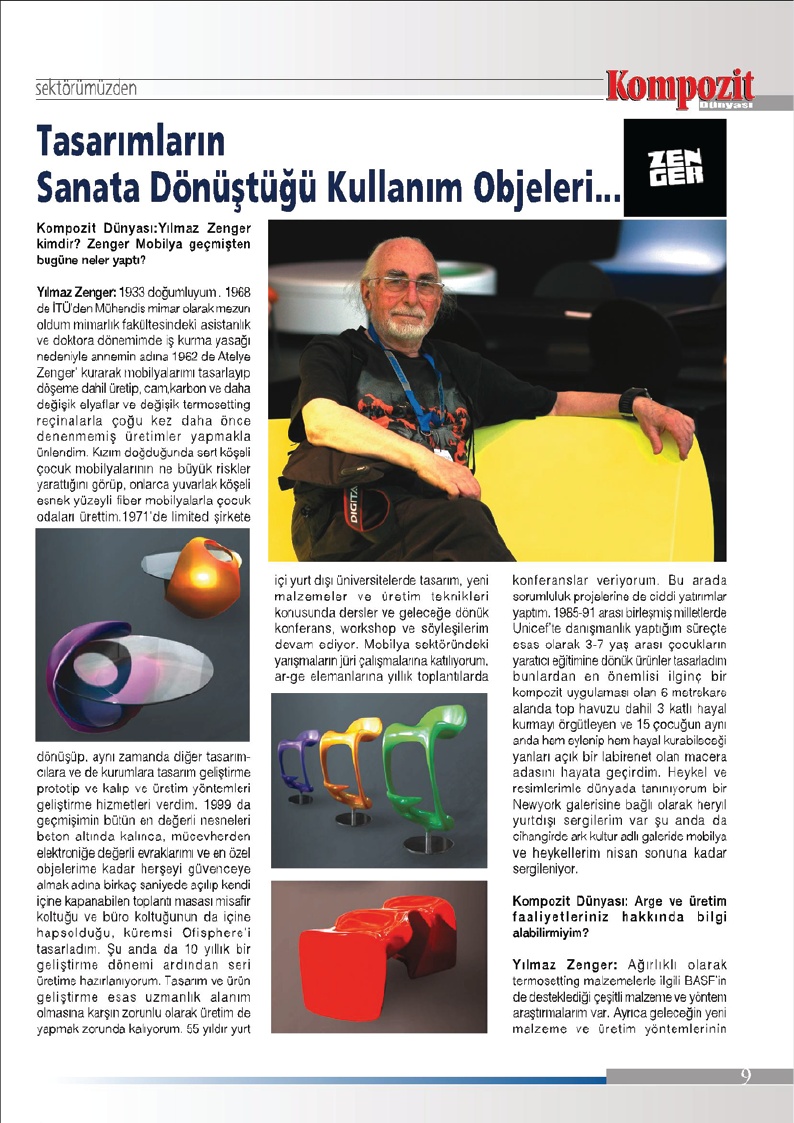 sektörümüzden
Kompozit
Dünyası
Tasarımların
Sanata Dönüştüğü Kullanım Objeleri...
ZEN
GER
Kompozit Dünyası:Yılmaz Zenger
kimdir? Zenger Mobilya geçmişten
bugüne neler yaptı?
Yılmaz Zenger: 1933 doğumluyum . 1968
de İTÜ'den Mühendis mimar olarak mezun
oldum mimarlık fakültesindeki asistanlık
ve doktora dönemimde iş kurma yasağı
nedeniyle annemin adına 1962 de Atelye
Zenger' kurarak mobilyalarımı tasarlayıp
döşeme dahil üretip, cam,karbon ve daha
değişik elyaflar ve değişik termosetting
reçinalarla çoğu kez daha önce
denenmemiş üretimler yapmakla
ünlendim. Kızım doğduğunda sert köşeli
çocuk mobilyalarının ne büyük riskler
yarattığını görüp, onlarca yuvarlak köşeli
esnek yüzeyli fiber mobilyalarla çocuk
odaları ürettim.1971'de limited şirkete
DIGITA
dönüşüp, aynı zamanda diğer tasarım-
cılara ve de kurumlara tasarım geliştirme
prototip ve kalıp ve üretim yöntemleri
geliştirme hizmetleri verdim. 1999 da
geçmişimin bütün en değerli nesneleri
beton altında kalınca, mücevherden
elektroniğe değerli evraklarımı ve en özel
objelerime kadar herşeyi güvenceye
almak adına birkaç saniyede açılıp kendi
içine kapanabilen toplantı masası misafir
koltuğu ve büro koltuğunun da içine
hapsolduğu, küremsi Ofisphere'i
tasarladım. Şu anda da 10 yıllık bir
geliştirme dönemi ardından seri
üretime hazırlanıyorum. Tasarım ve ürün
geliştirme esas uzmanlık alanım
olmasına karşın zorunlu olarak üretim de
yapmak zorunda kalıyorum. 55 yıldır yurt
içi yurt dışı üniversitelerde tasarım, yeni
malzemeler ve üretim teknikleri
konusunda dersler ve geleceğe dönük
konferans, workshop ve söyleşilerim
devam ediyor. Mobilya sektöründeki
yarışmaların jüri çalışmalarına katılıyorum.
ar-ge elemanlarına yıllık toplantılarda
konferanslar veriyorum. Bu arada
sorumluluk projelerine de ciddi yatırımlar
yaptım. 1985-91 arası birleşmiş milletlerde
Unicef'te danışmanlık yaptığım süreçte
esas olarak 3-7 yaş arası çocukların
yaratıcı eğitimine dönük ürünler tasarladım
bunlardan en önemlisi ilginç bir
kompozit uygulaması olan 6 metrekare
alanda top havuzu dahil 3 katlı hayal
kurmayı örgütleyen ve 15 çocuğun aynı
anda hem eylenip hem hayal kurabileceği
yanları açık bir labirenet olan macera
adasını hayata geçirdim. Heykel ve
resimlerimle dünyada tanınıyorum bir
Newyork galerisine bağlı olarak heryıl
yurtdışı sergilerim var şu anda da
cihangirde ark kultur adlı galeride mobilya
ve heykellerim nisan sonuna kadar
sergileniyor.
Kompozit Dünyası: Arge ve üretim
faaliyetleriniz hakkında bilgi
alabilirmiyim?
Yılmaz Zenger: Ağırlıklı olarak
termosetting malzemelerle ilgili BASF'in
de desteklediği çeşitli malzeme ve yöntem
araştırmalarım var. Ayrıca geleceğin yeni
malzeme ve üretim yöntemlerinin
9